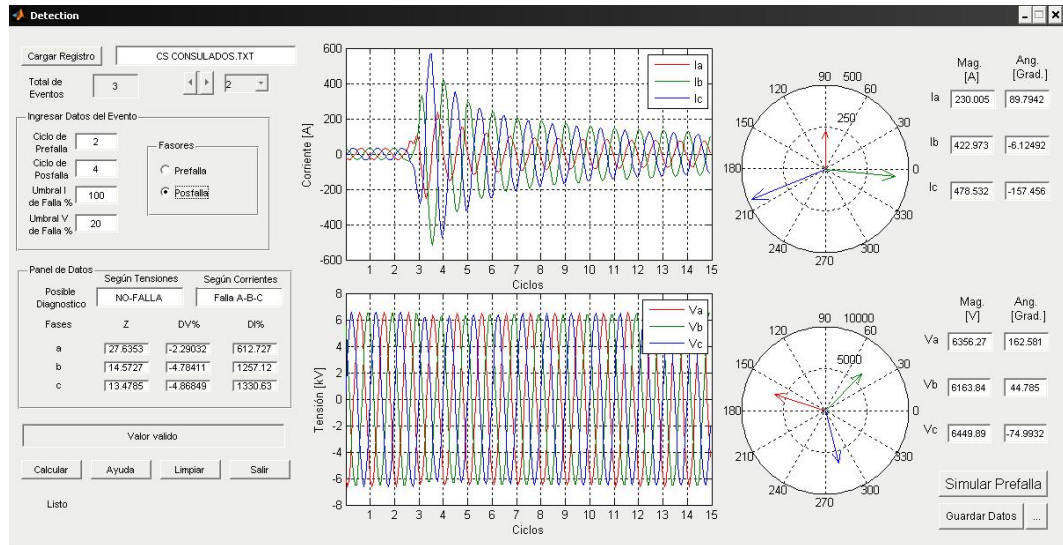 Detection
Cargar Registro
CS CONSULADOS.TXT
Total de
Eventos
3
2
Ingresar Datos del Evento
Ciclo de
Prefalla
2
Ciclo de
Posfalla
4
Umbral I
de Falla %
100
Umbral V
de Falla %
20
Fasores
Prefalla
Posfalla
Panel de Datos
Según Tensiones
Según Corrientes
Posible
Diagnostico
NO-FALLA
Falla A-B-C
Fases Z DV% DI%
a 27.6353 -2.29032 612.727
b 14.5727 -4.78411 1257.12
c 13.4785 -4.86849 1330.63
Valor valido
Calcular Ayuda Limpiar Salir
Listo
Corriente [A]
600
400
200
0
-200
-400
-600
1 2 3 4 5 6 7 8 9 10 11 12 13 14 15
Ciclos
Ia
Ib
Ic
Tensión [kV]
8
6
4
2
0
-2
-4
-6
-8
1 2 3 4 5 6 7 8 9 10 11 12 13 14 15
Ciclos
Va
Vb
Vc
90 500
120 60
250
150 30
180 0
210 330
240 300
270
Mag.
[A]
Ang.
[Grad.]
Ia 230.005 89.7942
Ib 422.973 -6.12492
Ic 478.532 -157.456
90 10000
120 60
5000
150 30
180 0
210 330
240 300
270
Mag.
[V]
Ang.
[Grad.]
Va 6356.27 162.581
Vb 6163.84 44.785
Vc 6449.89 -74.9932
Simular Prefalla
Guardar Datos ...